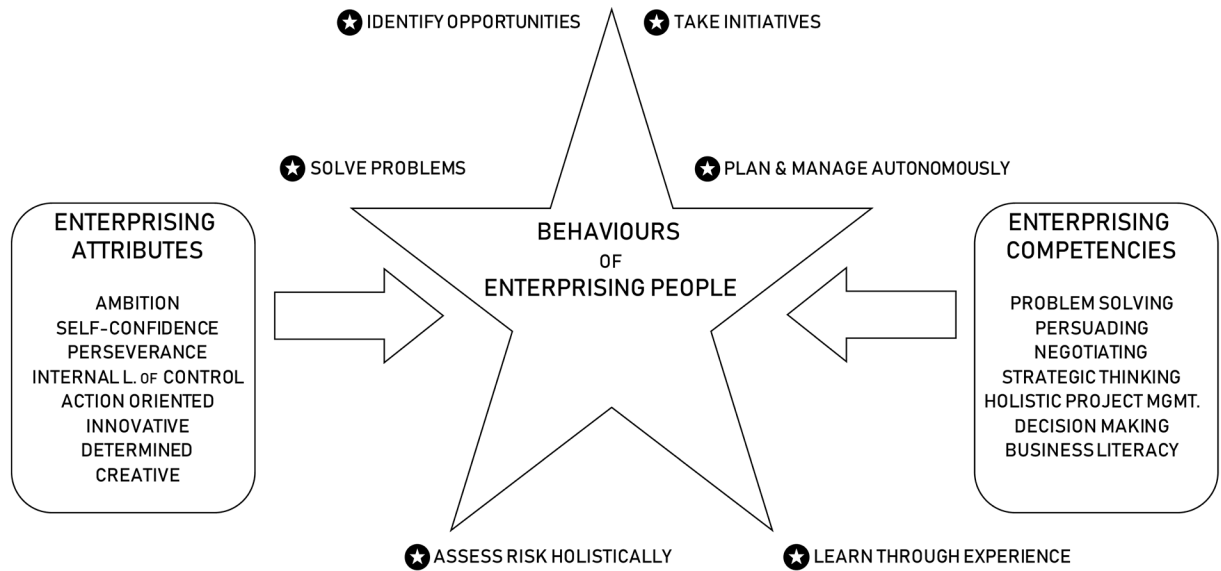 IDENTIFY OPPORTUNITIES
TAKE INITIATIVES
SOLVE PROBLEMS
PLAN & MANAGE AUTONOMOUSLY
ENTERPRISING
ATTRIBUTES
AMBITION
SELF-CONFIDENCE
PERSEVERANCE
INTERNAL L. OF CONTROL
ACTION ORIENTED
INNOVATIVE
DETERMINED
CREATIVE
BEHAVIOURS
OF
ENTERPRISING PEOPLE
ENTERPRISING
COMPETENCIES
PROBLEM SOLVING
PERSUADING
NEGOTIATING
STRATEGIC THINKING
HOLISTIC PROJECT MGMT.
DECISION MAKING
BUSINESS LITERACY
ASSESS RISK HOLISTICALLY
LEARN THROUGH EXPERIENCE